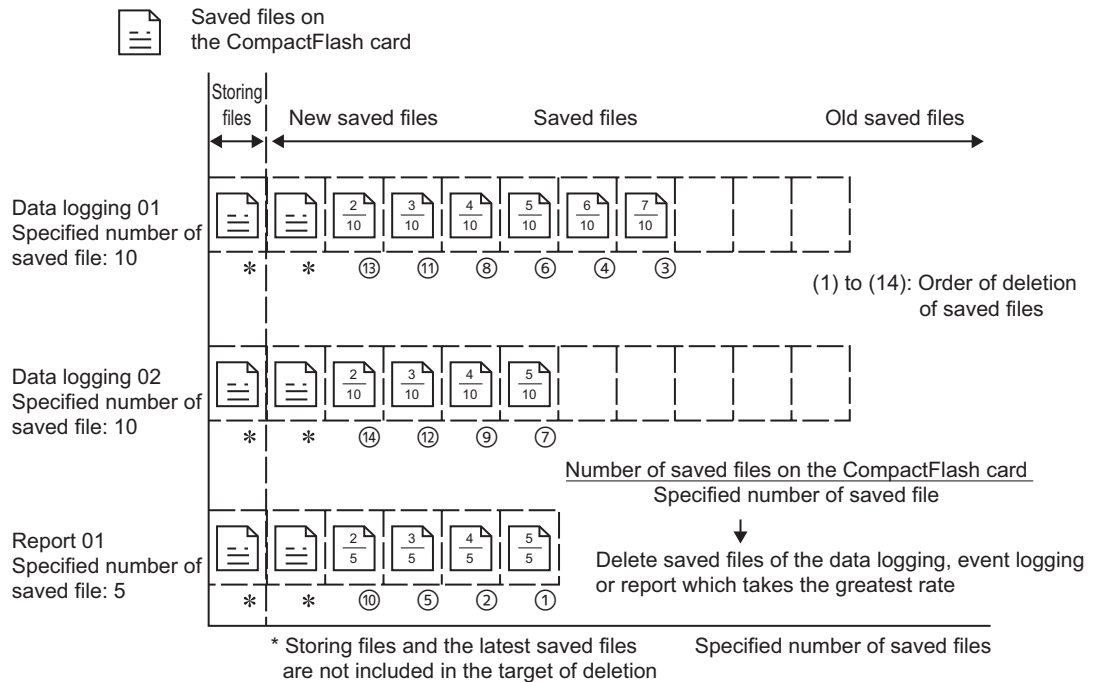 Saved files on
the CompactFlash card
Storing
files
New saved files Saved files Old saved files
Data logging 01
Specified number of
saved file: 10
2/10 3/10 4/10 5/10 6/10 7/10
* * ⑬ ⑪ ⑧ ⑥ ④ ③
(1) to (14): Order of deletion
of saved files
Data logging 02
Specified number of
saved file: 10
2/10 3/10 4/10 5/10
* * ⑭ ⑫ ⑨ ⑦
Number of saved files on the CompactFlash card
Specified number of saved file
Delete saved files of the data logging, event logging
or report which takes the greatest rate
Report 01
Specified number of
saved file: 5
2/5 3/5 4/5 5/5
* * ⑩ ⑤ ② ①
* Storing files and the latest saved files
are not included in the target of deletion
Specified number of saved files